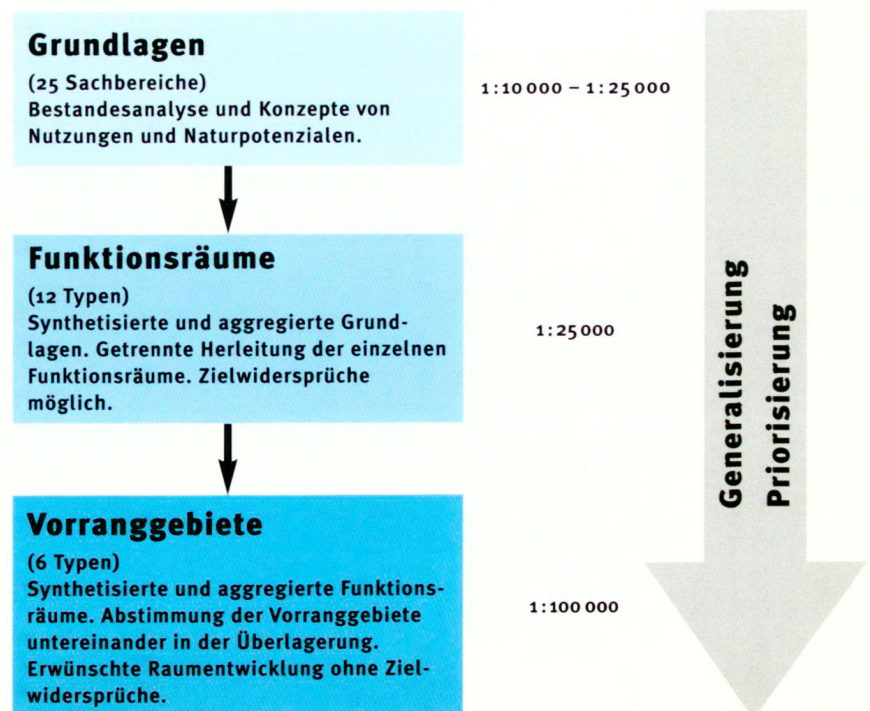 Grundlagen
(25 Sachbereiche)
Bestandesanalyse und Konzepte von
Nutzungen und Naturpotenzialen.
1:10 000 – 1:25 000
Funktionsräume
(12 Typen)
Synthetisierte und aggregierte Grund-
lagen. Getrennte Herleitung der einzelnen
Funktionsräume. Zielwidersprüche
möglich.
1:25 000
Vorranggebiete
(6 Typen)
Synthetisierte und aggregierte Funktions-
räume. Abstimmung der Vorranggebiete
untereinander in der Überlagerung.
Erwünschte Raumentwicklung ohne Ziel-
widersprüche.
1:100 000
Generalisierung
Priorisierung